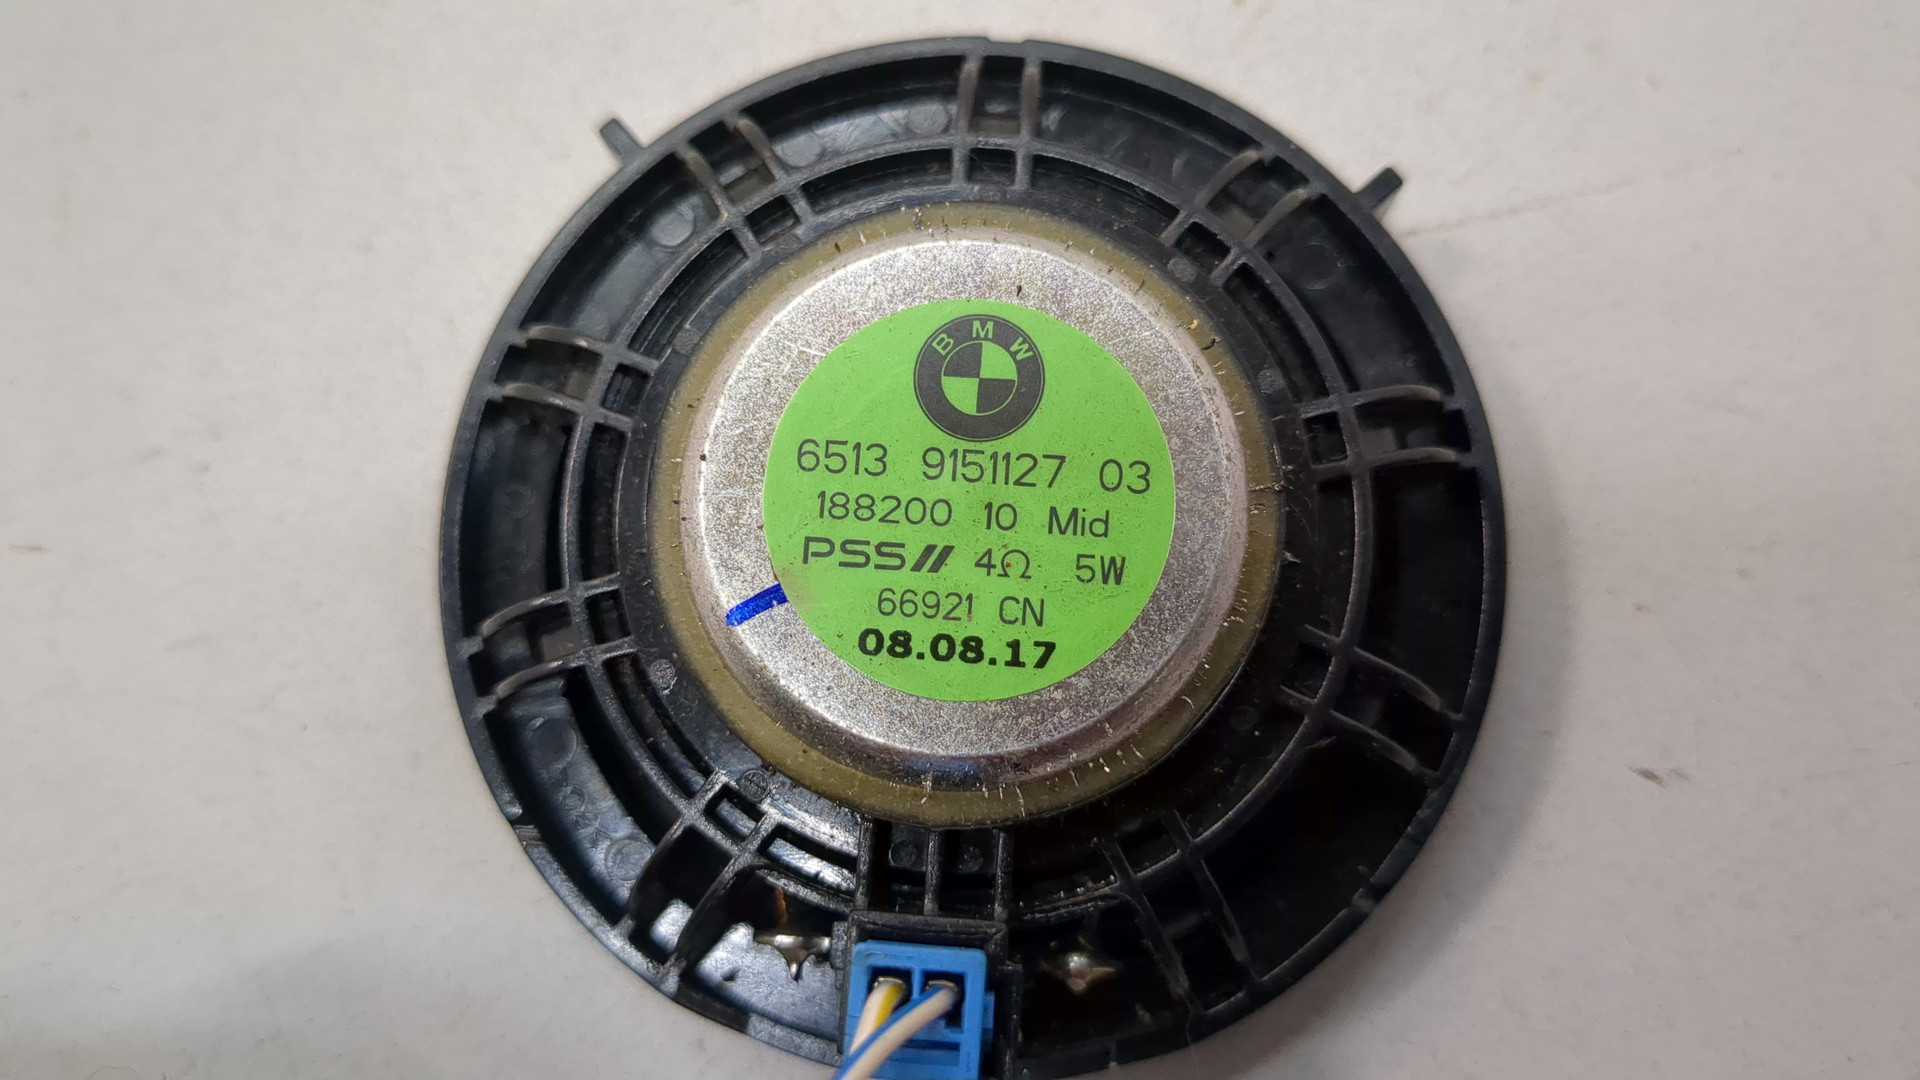 BMW
6513 9151127 03
188200 10 Mid
PSS// 4Ω 5W
66921 CN
08.08.17